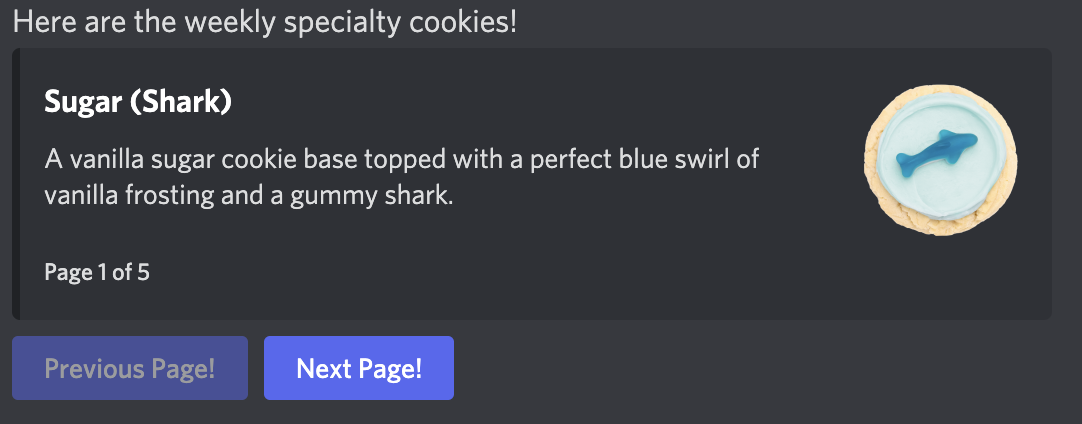 Here are the weekly specialty cookies!
Sugar (Shark)
A vanilla sugar cookie base topped with a perfect blue swirl of
vanilla frosting and a gummy shark.
Page 1 of 5
Previous Page! Next Page!